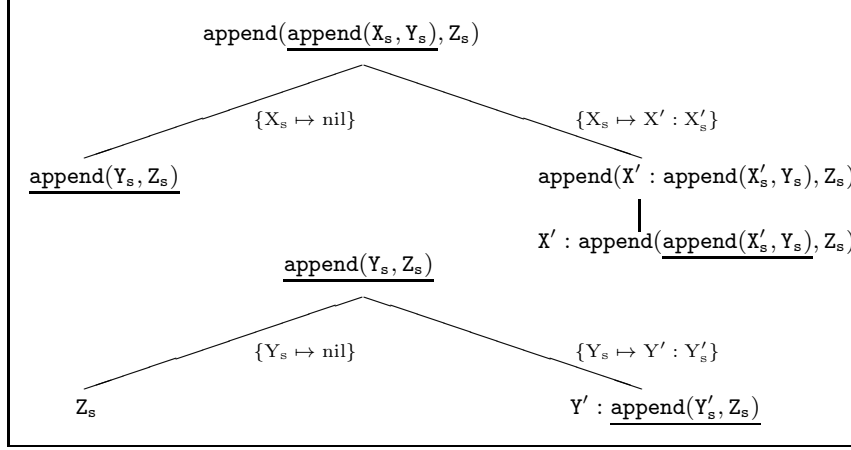 append(append(Xₛ, Yₛ), Zₛ)
{Xₛ ↦ nil} {Xₛ ↦ X′ : X′ₛ}
append(Yₛ, Zₛ) append(X′ : append(X′ₛ, Yₛ), Zₛ)
X′ : append(append(X′ₛ, Yₛ), Zₛ)
append(Yₛ, Zₛ)
{Yₛ ↦ nil} {Yₛ ↦ Y′ : Y′ₛ}
Zₛ Y′ : append(Y′ₛ, Zₛ)